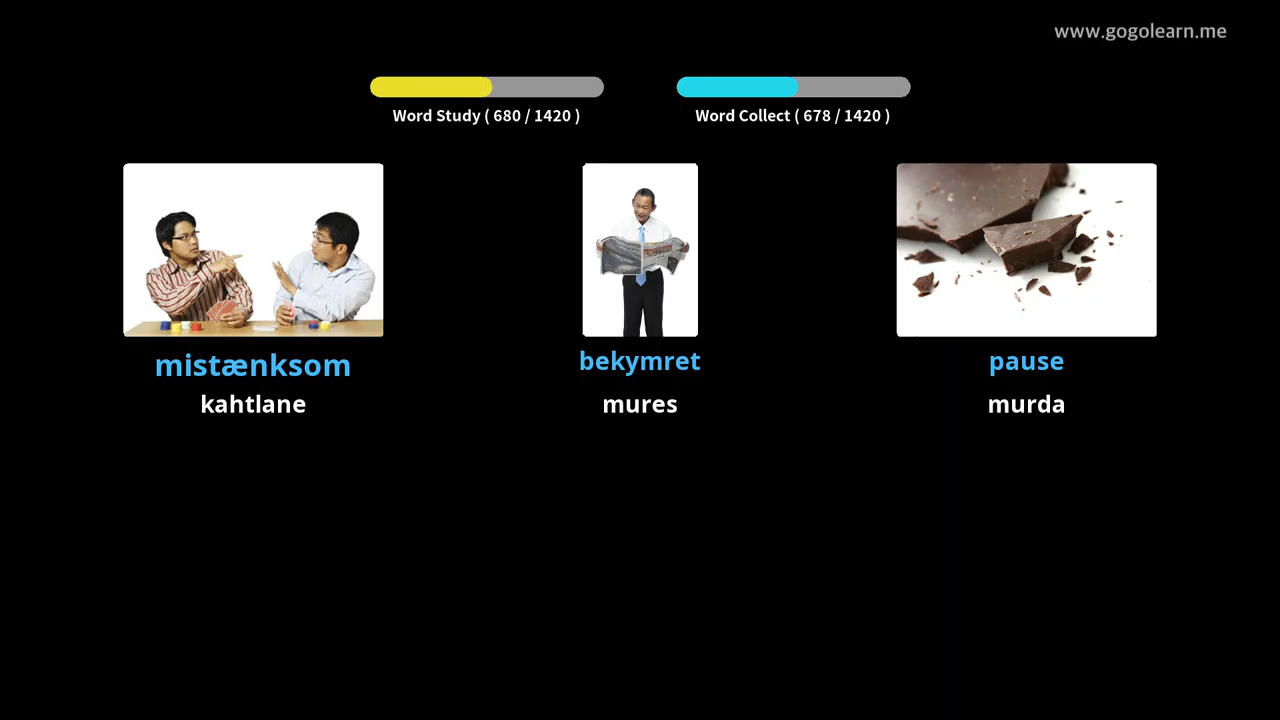 www.gogolearn.me
Word Study ( 680 / 1420 )
Word Collect ( 678 / 1420 )
mistænksom
kahtlane
bekymret
mures
pause
murda